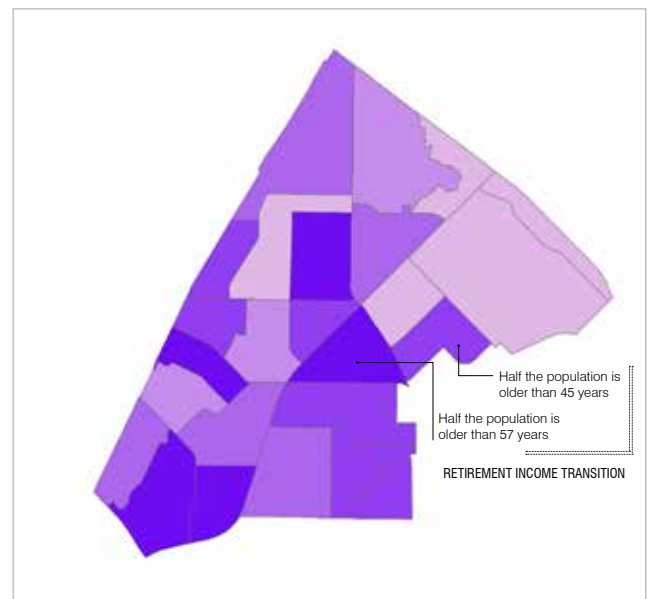 Half the population is
older than 45 years
Half the population is
older than 57 years
RETIREMENT INCOME TRANSITION